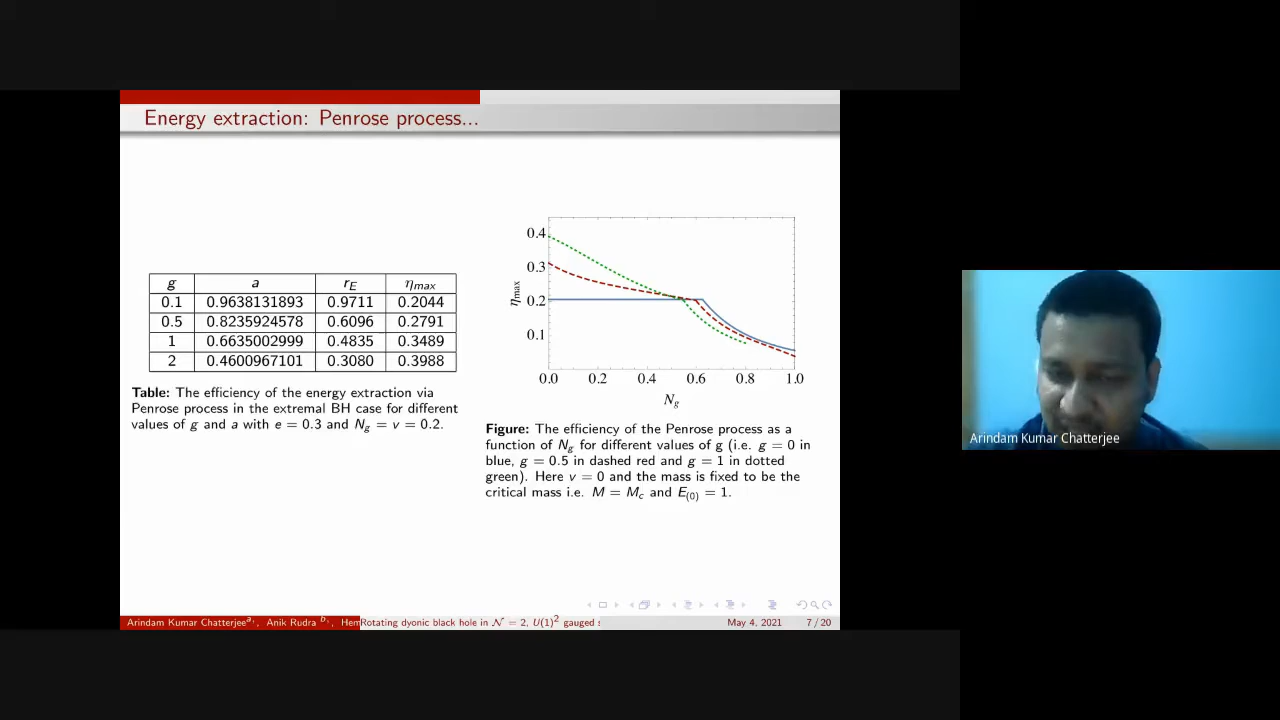 Energy extraction: Penrose process...
g a r_E η_max
0.1 0.9638131893 0.9711 0.2044
0.5 0.8235924578 0.6096 0.2791
1 0.6635002999 0.4835 0.3489
2 0.4600967101 0.3080 0.3988
Table: The efficiency of the energy extraction via
Penrose process in the extremal BH case for different
values of g and a with e = 0.3 and N_g = v = 0.2.
0.4
0.3
0.2
0.1
η_max
0.0 0.2 0.4 0.6 0.8 1.0
N_g
Figure: The efficiency of the Penrose process as a
function of N_g for different values of g (i.e. g = 0 in
blue, g = 0.5 in dashed red and g = 1 in dotted
green). Here v = 0 and the mass is fixed to be the
critical mass i.e. M = M_c and E_(0) = 1.
Arindam Kumar Chatterjee^a, , Anik Rudra ^b, , Hem
Rotating dyonic black hole in 𝒩 = 2, U(1)^2 gauged s
May 4, 2021 7 / 20
Arindam Kumar Chatterjee